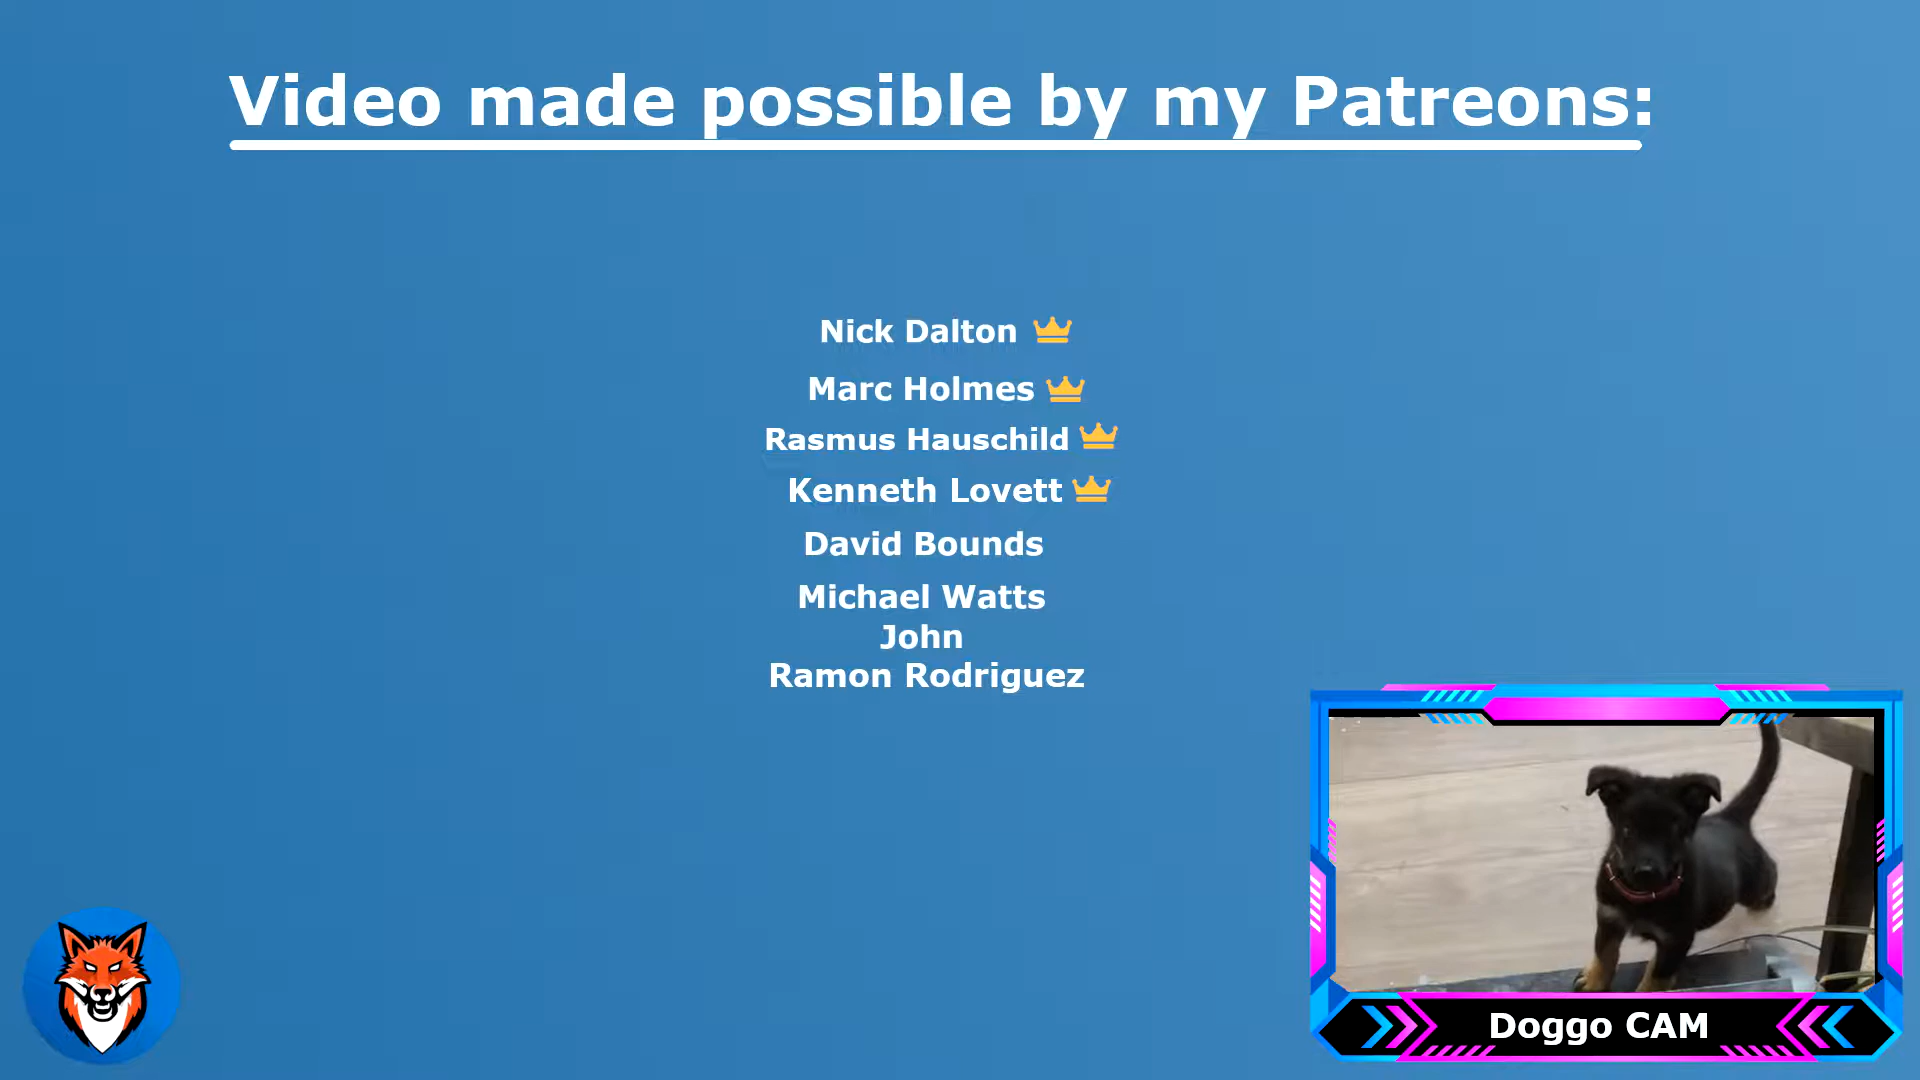 Video made possible by my Patreons:
Nick Dalton
Marc Holmes
Rasmus Hauschild
Kenneth Lovett
David Bounds
Michael Watts
John
Ramon Rodriguez
Doggo CAM